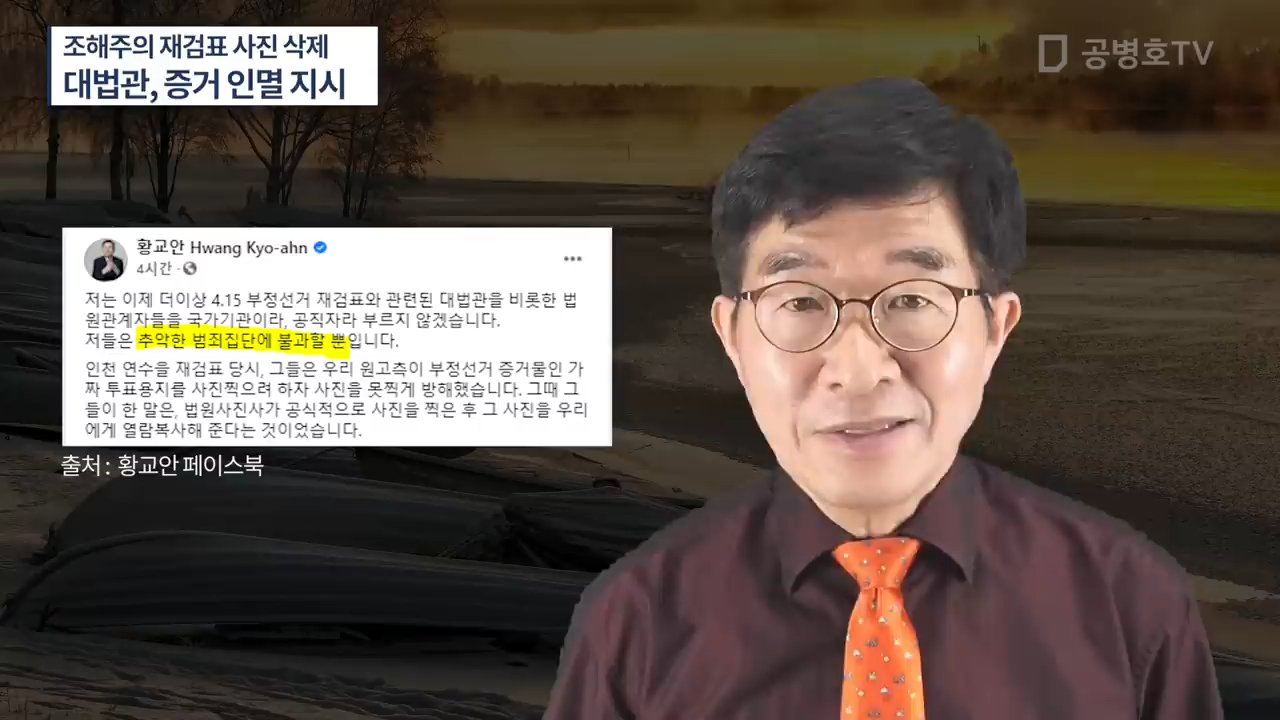 조해주의 재검표 사진 삭제
대법관, 증거 인멸 지시
공병호TV
황교안 Hwang Kyo-ahn
4시간 ·
저는 이제 더이상 4.15 부정선거 재검표와 관련된 대법관을 비롯한 법
원관계자들을 국가기관이라, 공직자라 부르지 않겠습니다.
저들은 추악한 범죄집단에 불과할 뿐입니다.
인천 연수을 재검표 당시, 그들은 우리 원고측이 부정선거 증거물인 가
짜 투표용지를 사진찍으려 하자 사진을 못찍게 방해했습니다. 그때 그
들이 한 말은, 법원사진사가 공식적으로 사진을 찍은 후 그 사진을 우리
에게 열람복사해 준다는 것이었습니다.
출처 : 황교안 페이스북